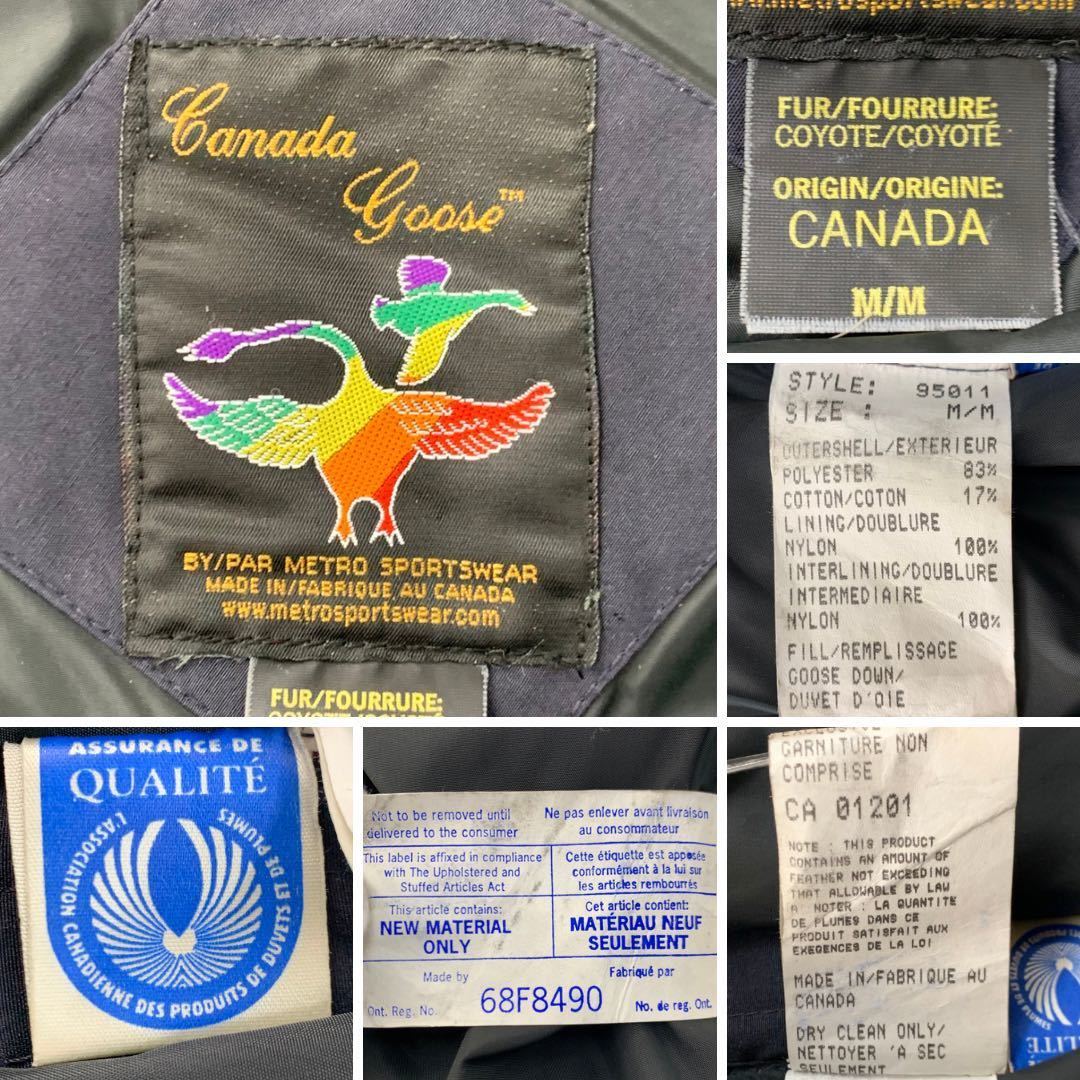 Canada
Goose™
BY/PAR METRO SPORTSWEAR
MADE IN/FABRIQUE AU CANADA
www.metrosportswear.com
FUR/FOURRURE:
www.metrosportswear.com
FUR/FOURRURE:
COYOTE/COYOTÉ
ORIGIN/ORIGINE:
CANADA
M/M
STYLE: 95011
SIZE : M/M
OUTERSHELL/EXTERIEUR
POLYESTER 83%
COTTON/COTON 17%
LINING/DOUBLURE
NYLON 100%
INTERLINING/DOUBLURE
INTERMEDIAIRE
NYLON 100%
FILL/REMPLISSAGE
GOOSE DOWN/
DUVET D'OIE
ASSURANCE DE
QUALITÉ
L'ASSOCIATION CANADIENNE DES PRODUITS DE DUVETS ET DE PLUMES
Not to be removed until
delivered to the consumer
Ne pas enlever avant livraison
au consommateur
This label is affixed in compliance
with The Upholstered and
Stuffed Articles Act
Cette étiquette est apposée
conformément à la lui sur
les articles rembourrés
This article contains:
NEW MATERIAL
ONLY
Cet article contient:
MATÉRIAU NEUF
SEULEMENT
Made by
Fabriqué par
Ont. Reg. No. 68F8490 No. de reg. Ont.
GARNITURE NON
COMPRISE
CA 01201
NOTE : THIS PRODUCT
CONTAINS AN AMOUNT OF
FEATHER NOT EXCEEDING
THAT ALLOWABLE BY LAW
A' NOTER : LA QUANTITE
DE PLUMES DANS CE
PRODUIT SATISFAIT AUX
EXEGENCES DE LA LOI
MADE IN/FABRIQUE AU
CANADA
DRY CLEAN ONLY/
NETTOYER 'A SEC
SEULEMENT